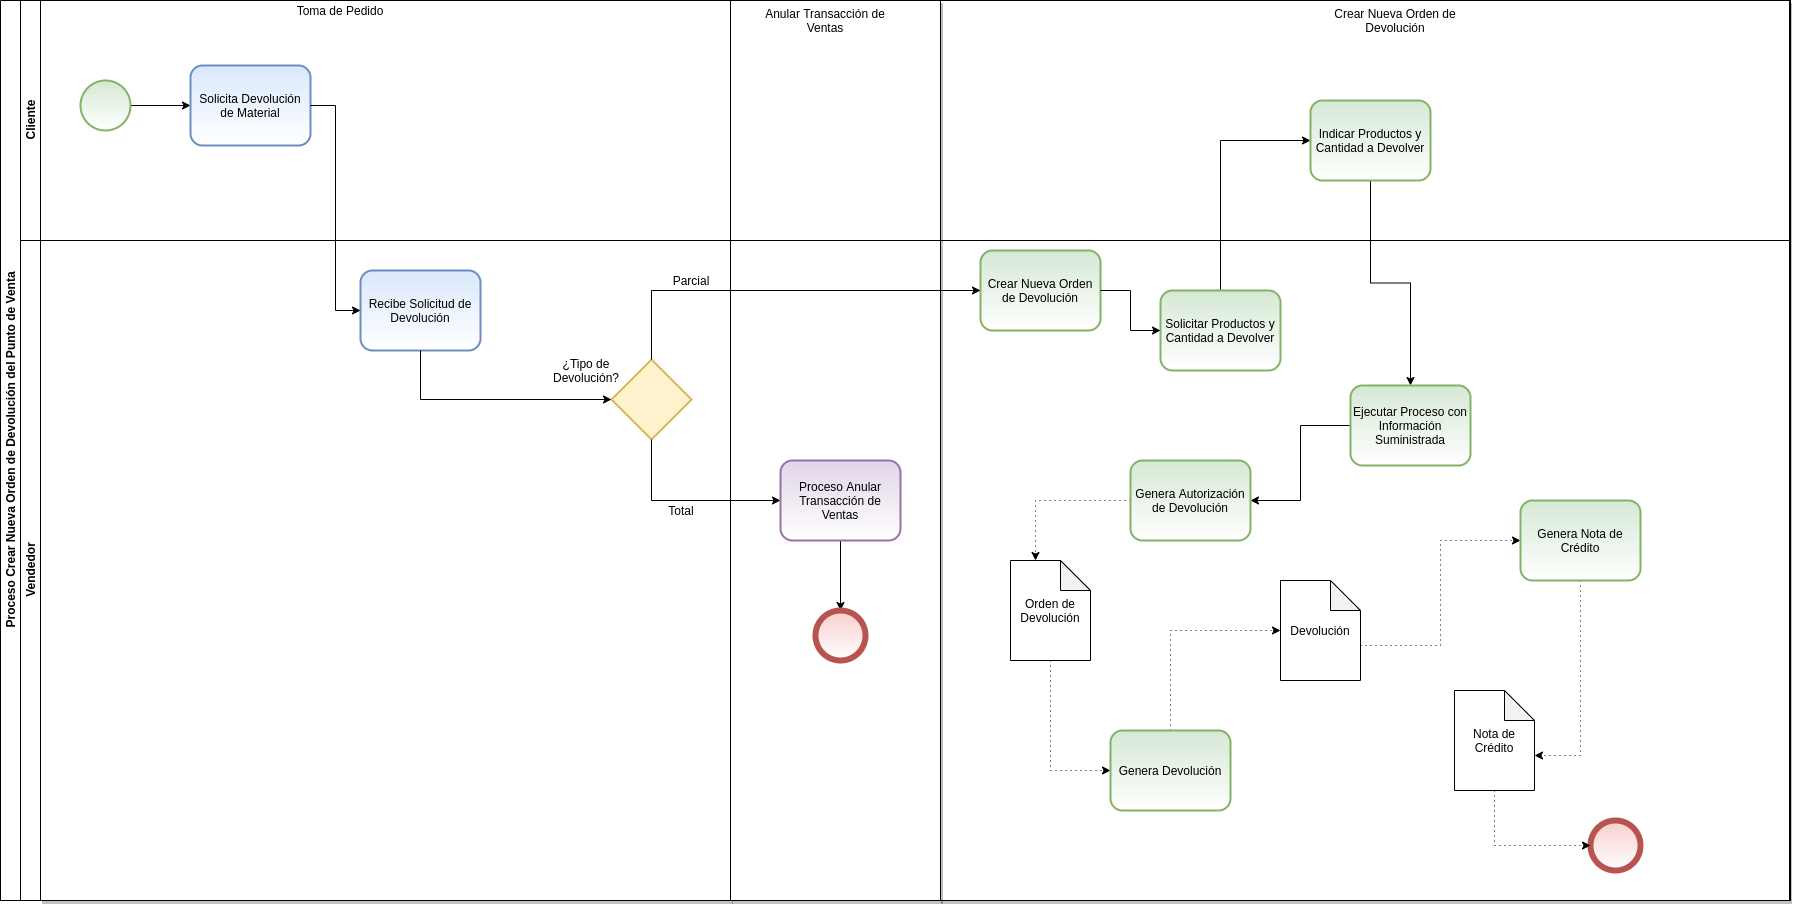 Proceso Crear Nueva Orden de Devolución del Punto de Venta
Cliente
Vendedor
Toma de Pedido
Anular Transacción de
Ventas
Crear Nueva Orden de
Devolución
Solicita Devolución
de Material
Indicar Productos y
Cantidad a Devolver
Recibe Solicitud de
Devolución
¿Tipo de
Devolución?
Parcial
Total
Proceso Anular
Transacción de
Ventas
Crear Nueva Orden
de Devolución
Solicitar Productos y
Cantidad a Devolver
Ejecutar Proceso con
Información
Suministrada
Genera Autorización
de Devolución
Orden de
Devolución
Genera Devolución
Devolución
Genera Nota de
Crédito
Nota de
Crédito